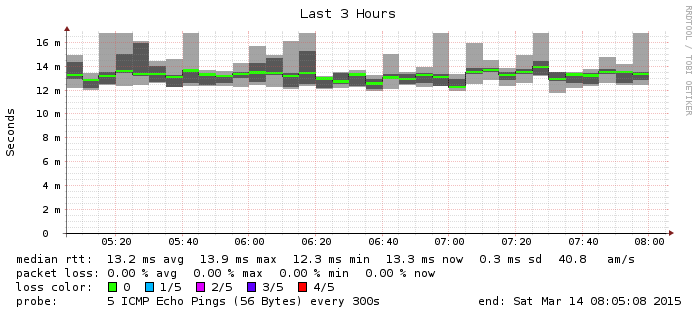 Last 3 Hours
RRDTOOL / TOBI OETIKER
Seconds
16 m
14 m
12 m
10 m
8 m
6 m
4 m
2 m
0
05:20 05:40 06:00 06:20 06:40 07:00 07:20 07:40 08:00
median rtt: 13.2 ms avg 13.9 ms max 12.3 ms min 13.3 ms now 0.3 ms sd 40.8 am/s
packet loss: 0.00 % avg 0.00 % max 0.00 % min 0.00 % now
loss color: 0 1/5 2/5 3/5 4/5
probe: 5 ICMP Echo Pings (56 Bytes) every 300s end: Sat Mar 14 08:05:08 2015